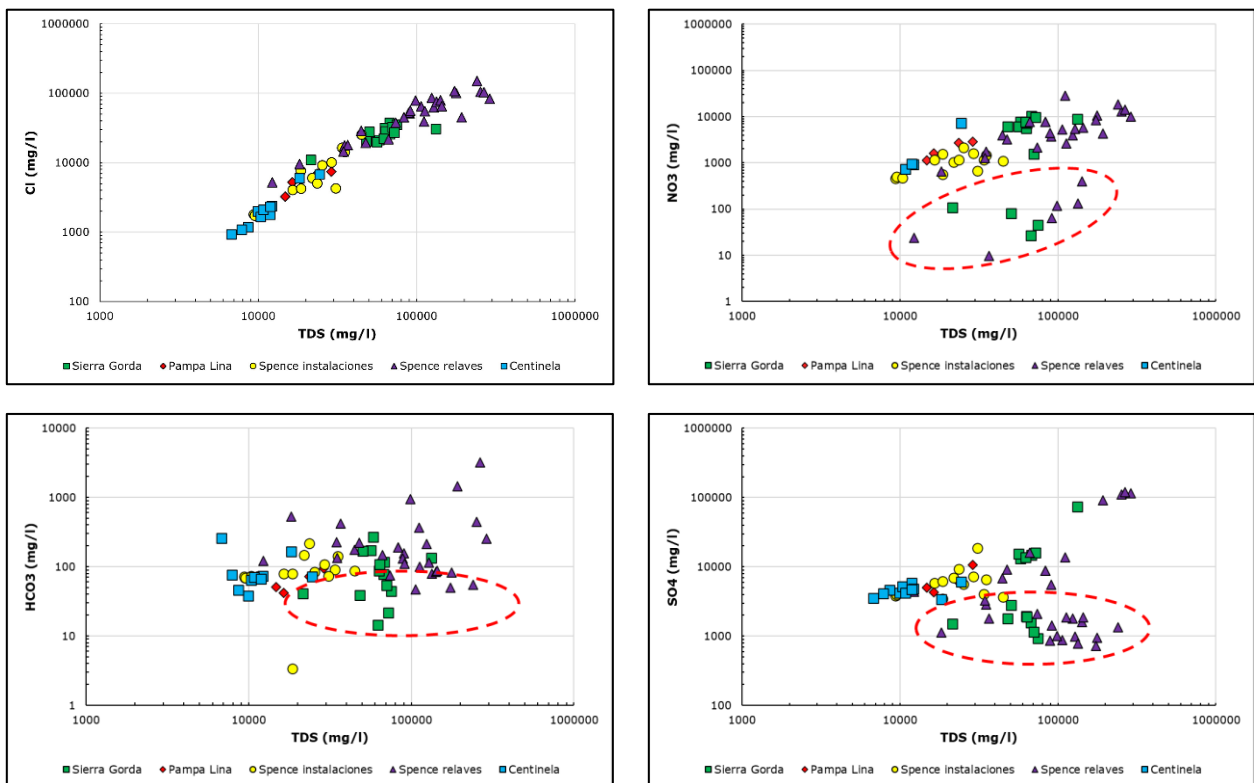 1000000
100000
10000
1000
100
Cl (mg/l)
1000 10000 100000 1000000
TDS (mg/l)
Sierra Gorda Pampa Lina Spence instalaciones Spence relaves Centinela
1000000
100000
10000
1000
100
10
1
NO3 (mg/l)
1000 10000 100000 1000000
TDS (mg/l)
Sierra Gorda Pampa Lina Spence instalaciones Spence relaves Centinela
10000
1000
100
10
1
HCO3 (mg/l)
1000 10000 100000 1000000
TDS (mg/l)
Sierra Gorda Pampa Lina Spence instalaciones Spence relaves Centinela
1000000
100000
10000
1000
100
SO4 (mg/l)
1000 10000 100000 1000000
TDS (mg/l)
Sierra Gorda Pampa Lina Spence instalaciones Spence relaves Centinela